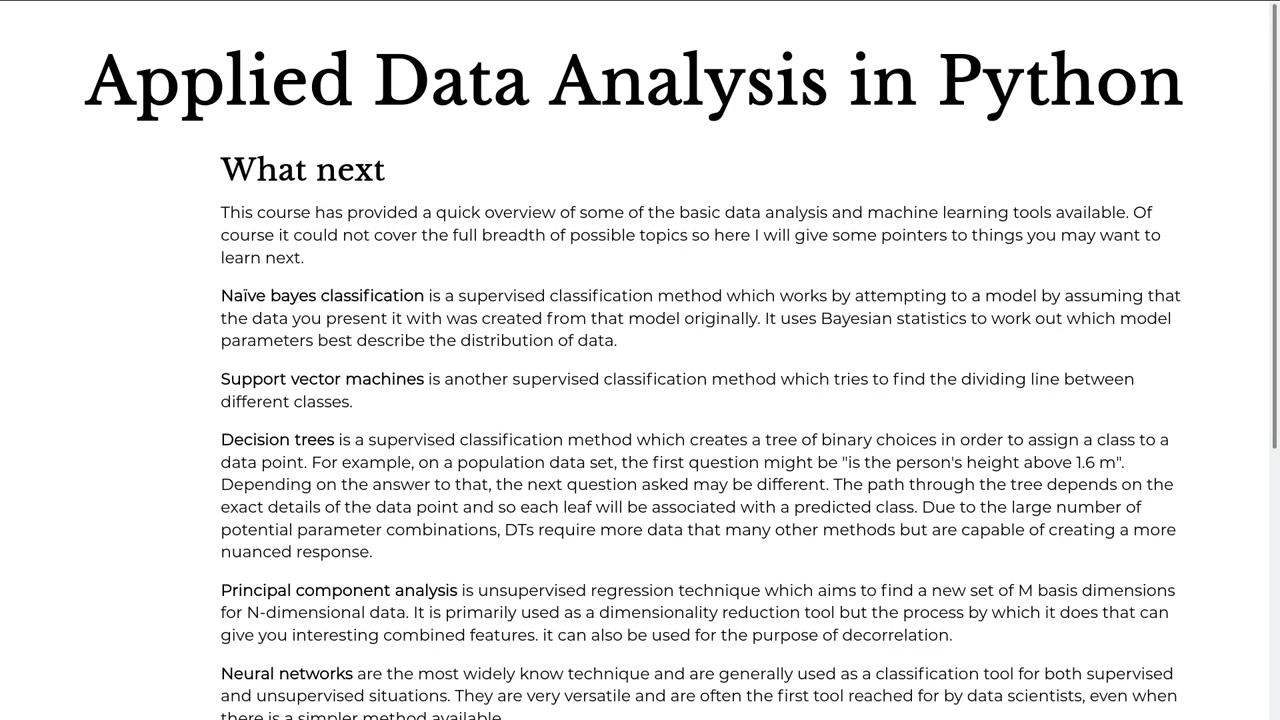 Applied Data Analysis in Python
What next
This course has provided a quick overview of some of the basic data analysis and machine learning tools available. Of
course it could not cover the full breadth of possible topics so here I will give some pointers to things you may want to
learn next.
Naïve bayes classification is a supervised classification method which works by attempting to a model by assuming that
the data you present it with was created from that model originally. It uses Bayesian statistics to work out which model
parameters best describe the distribution of data.
Support vector machines is another supervised classification method which tries to find the dividing line between
different classes.
Decision trees is a supervised classification method which creates a tree of binary choices in order to assign a class to a
data point. For example, on a population data set, the first question might be "is the person's height above 1.6 m".
Depending on the answer to that, the next question asked may be different. The path through the tree depends on the
exact details of the data point and so each leaf will be associated with a predicted class. Due to the large number of
potential parameter combinations, DTs require more data that many other methods but are capable of creating a more
nuanced response.
Principal component analysis is unsupervised regression technique which aims to find a new set of M basis dimensions
for N-dimensional data. It is primarily used as a dimensionality reduction tool but the process by which it does that can
give you interesting combined features. it can also be used for the purpose of decorrelation.
Neural networks are the most widely know technique and are generally used as a classification tool for both supervised
and unsupervised situations. They are very versatile and are often the first tool reached for by data scientists, even when
there is a simpler method available.